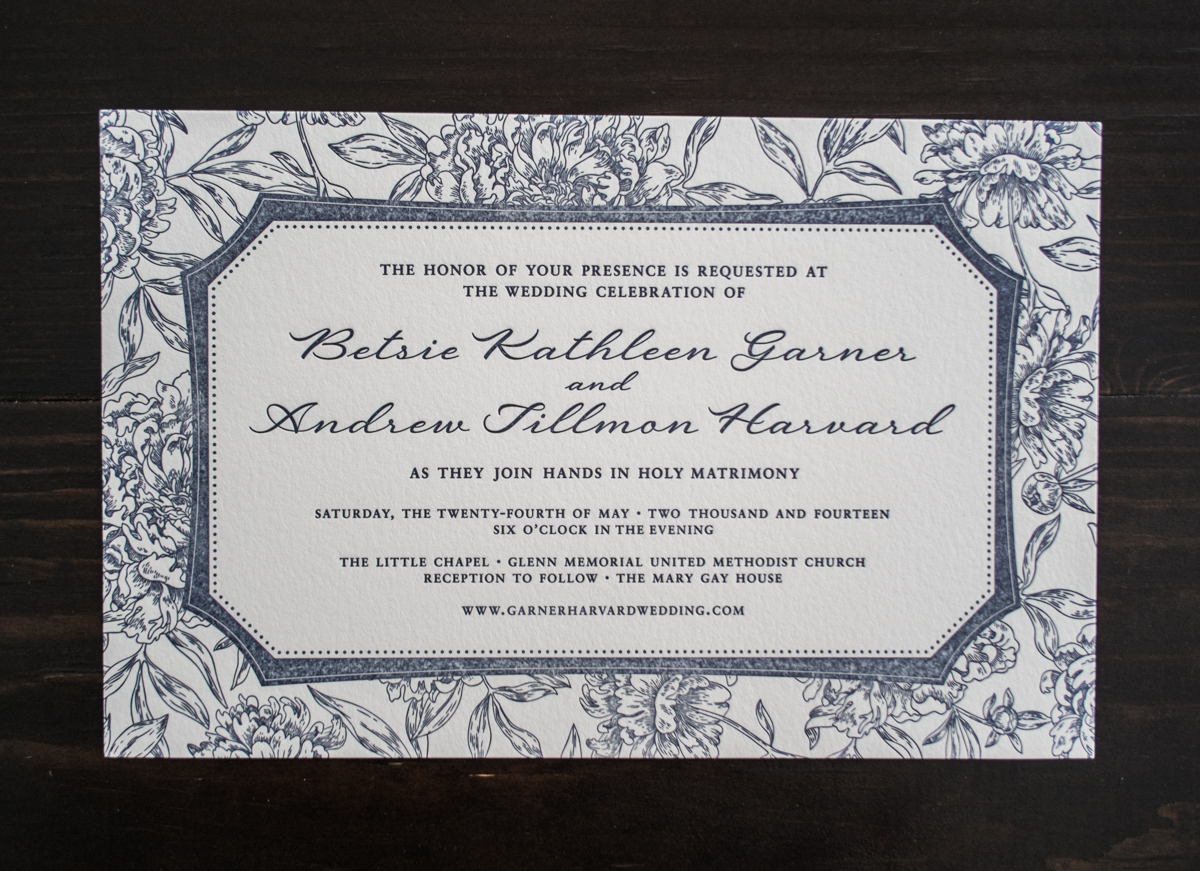 THE HONOR OF YOUR PRESENCE IS REQUESTED AT
THE WEDDING CELEBRATION OF
Betsie Kathleen Garner
and
Andrew Tillmon Harvard
AS THEY JOIN HANDS IN HOLY MATRIMONY
SATURDAY, THE TWENTY-FOURTH OF MAY • TWO THOUSAND AND FOURTEEN
SIX O'CLOCK IN THE EVENING
THE LITTLE CHAPEL • GLENN MEMORIAL UNITED METHODIST CHURCH
RECEPTION TO FOLLOW • THE MARY GAY HOUSE
WWW.GARNERHARVARDWEDDING.COM